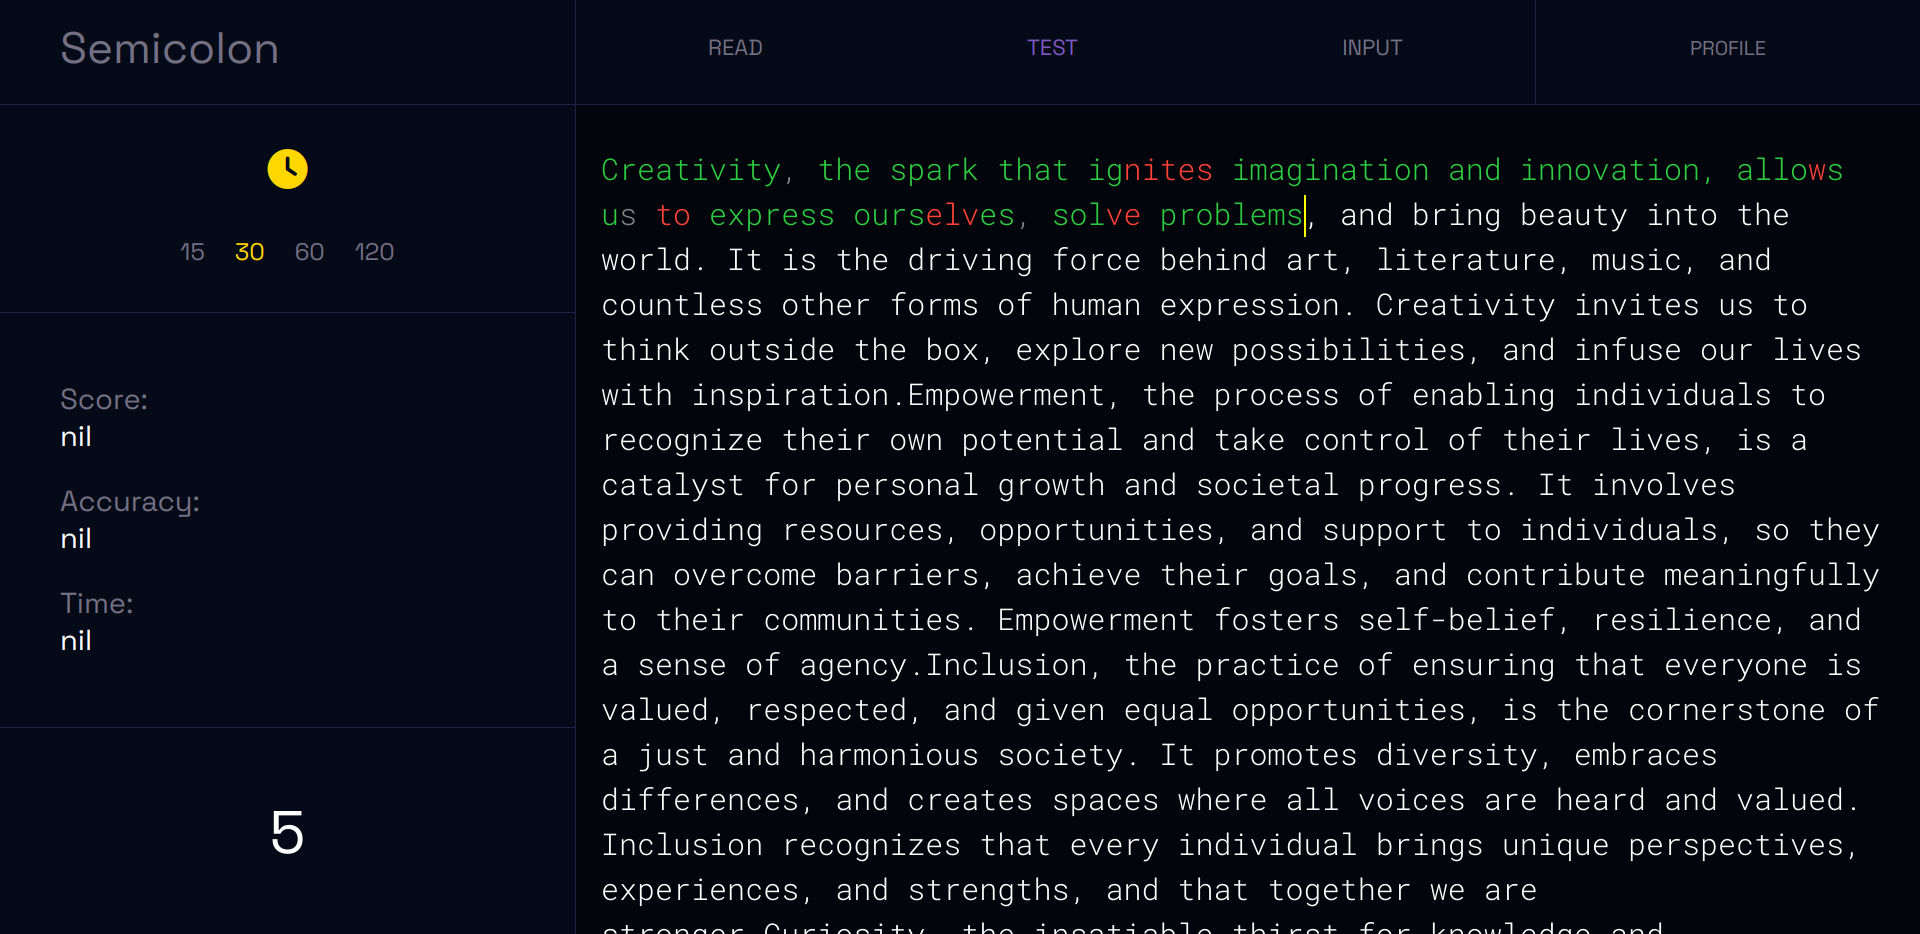 Semicolon
READ
TEST
INPUT
PROFILE
15 30 60 120
Score:
nil
Accuracy:
nil
Time:
nil
5
Creativity, the spark that ignites imagination and innovation, allows
us to express ourselves, solve problems, and bring beauty into the
world. It is the driving force behind art, literature, music, and
countless other forms of human expression. Creativity invites us to
think outside the box, explore new possibilities, and infuse our lives
with inspiration.Empowerment, the process of enabling individuals to
recognize their own potential and take control of their lives, is a
catalyst for personal growth and societal progress. It involves
providing resources, opportunities, and support to individuals, so they
can overcome barriers, achieve their goals, and contribute meaningfully
to their communities. Empowerment fosters self-belief, resilience, and
a sense of agency.Inclusion, the practice of ensuring that everyone is
valued, respected, and given equal opportunities, is the cornerstone of
a just and harmonious society. It promotes diversity, embraces
differences, and creates spaces where all voices are heard and valued.
Inclusion recognizes that every individual brings unique perspectives,
experiences, and strengths, and that together we are
stronger.Curiosity, the insatiable thirst for knowledge and